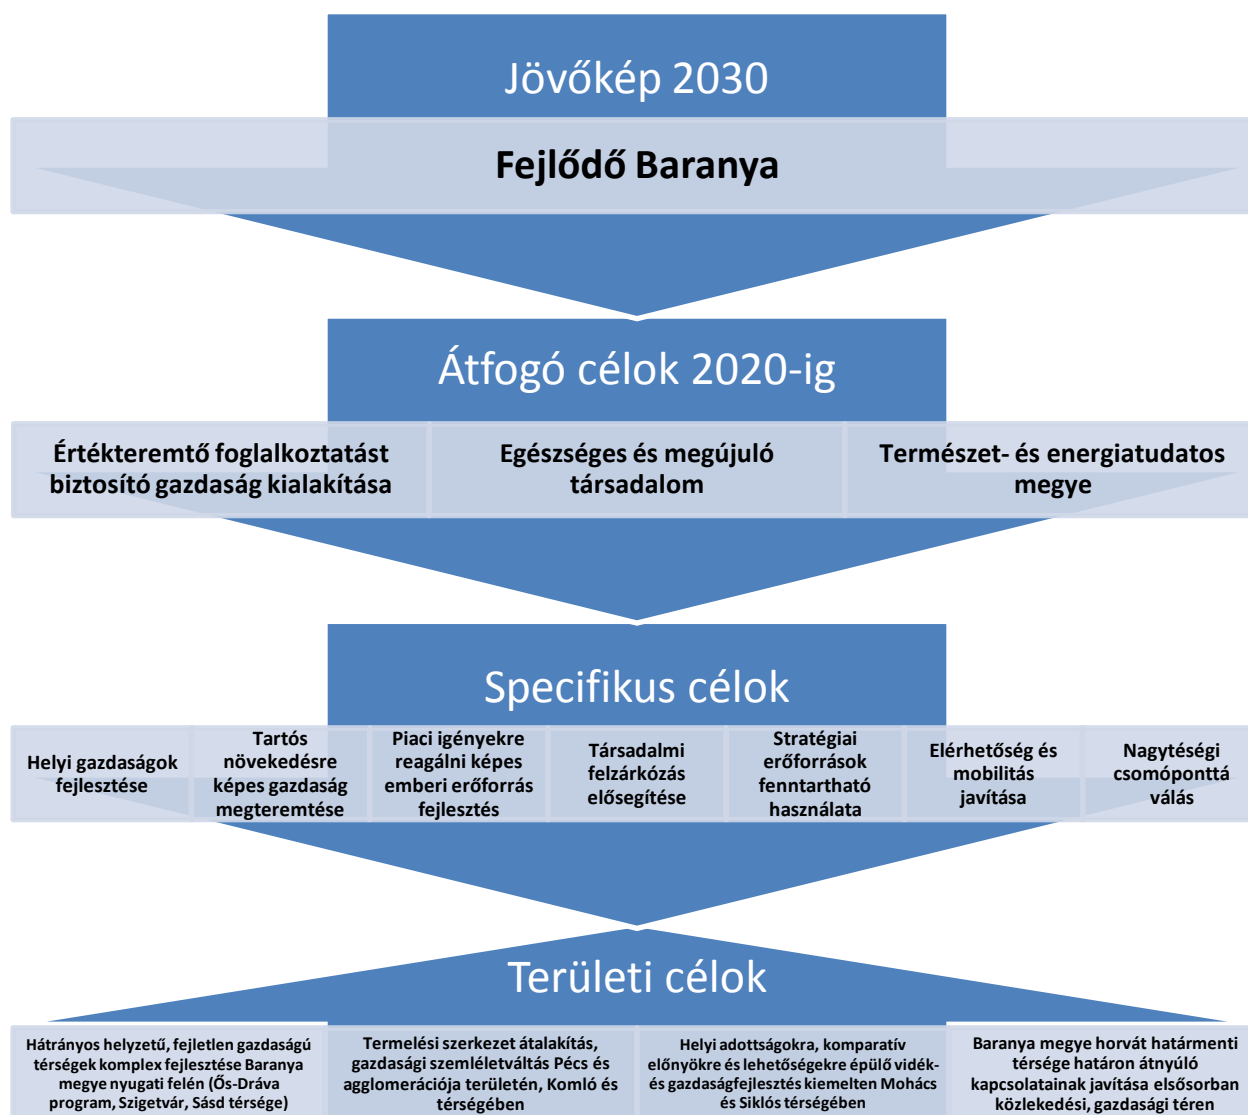 Jövőkép 2030
Fejlődő Baranya
Átfogó célok 2020-ig
Értékteremtő foglalkoztatást
biztosító gazdaság kialakítása
Egészséges és megújuló
társadalom
Természet- és energiatudatos
megye
Specifikus célok
Helyi gazdaságok
fejlesztése
Tartós
növekedésre
képes gazdaság
megteremtése
Piaci igényekre
reagálni képes
emberi erőforrás
fejlesztés
Társadalmi
felzárkózás
elősegítése
Stratégiai
erőforrások
fenntartható
használata
Elérhetőség és
mobilitás
javítása
Nagytéségi
csomóponttá
válás
Területi célok
Hátrányos helyzetű, fejletlen gazdaságú
térségek komplex fejlesztése Baranya
megye nyugati felén (Ős-Dráva
program, Szigetvár, Sásd térsége)
Termelési szerkezet átalakítás,
gazdasági szemléletváltás Pécs és
agglomerációja területén, Komló és
térségében
Helyi adottságokra, komparatív
előnyökre és lehetőségekre épülő vidék-
és gazdaságfejlesztés kiemelten Mohács
és Siklós térségében
Baranya megye horvát határmenti
térsége határon átnyúló
kapcsolatainak javítása elsősorban
közlekedési, gazdasági téren